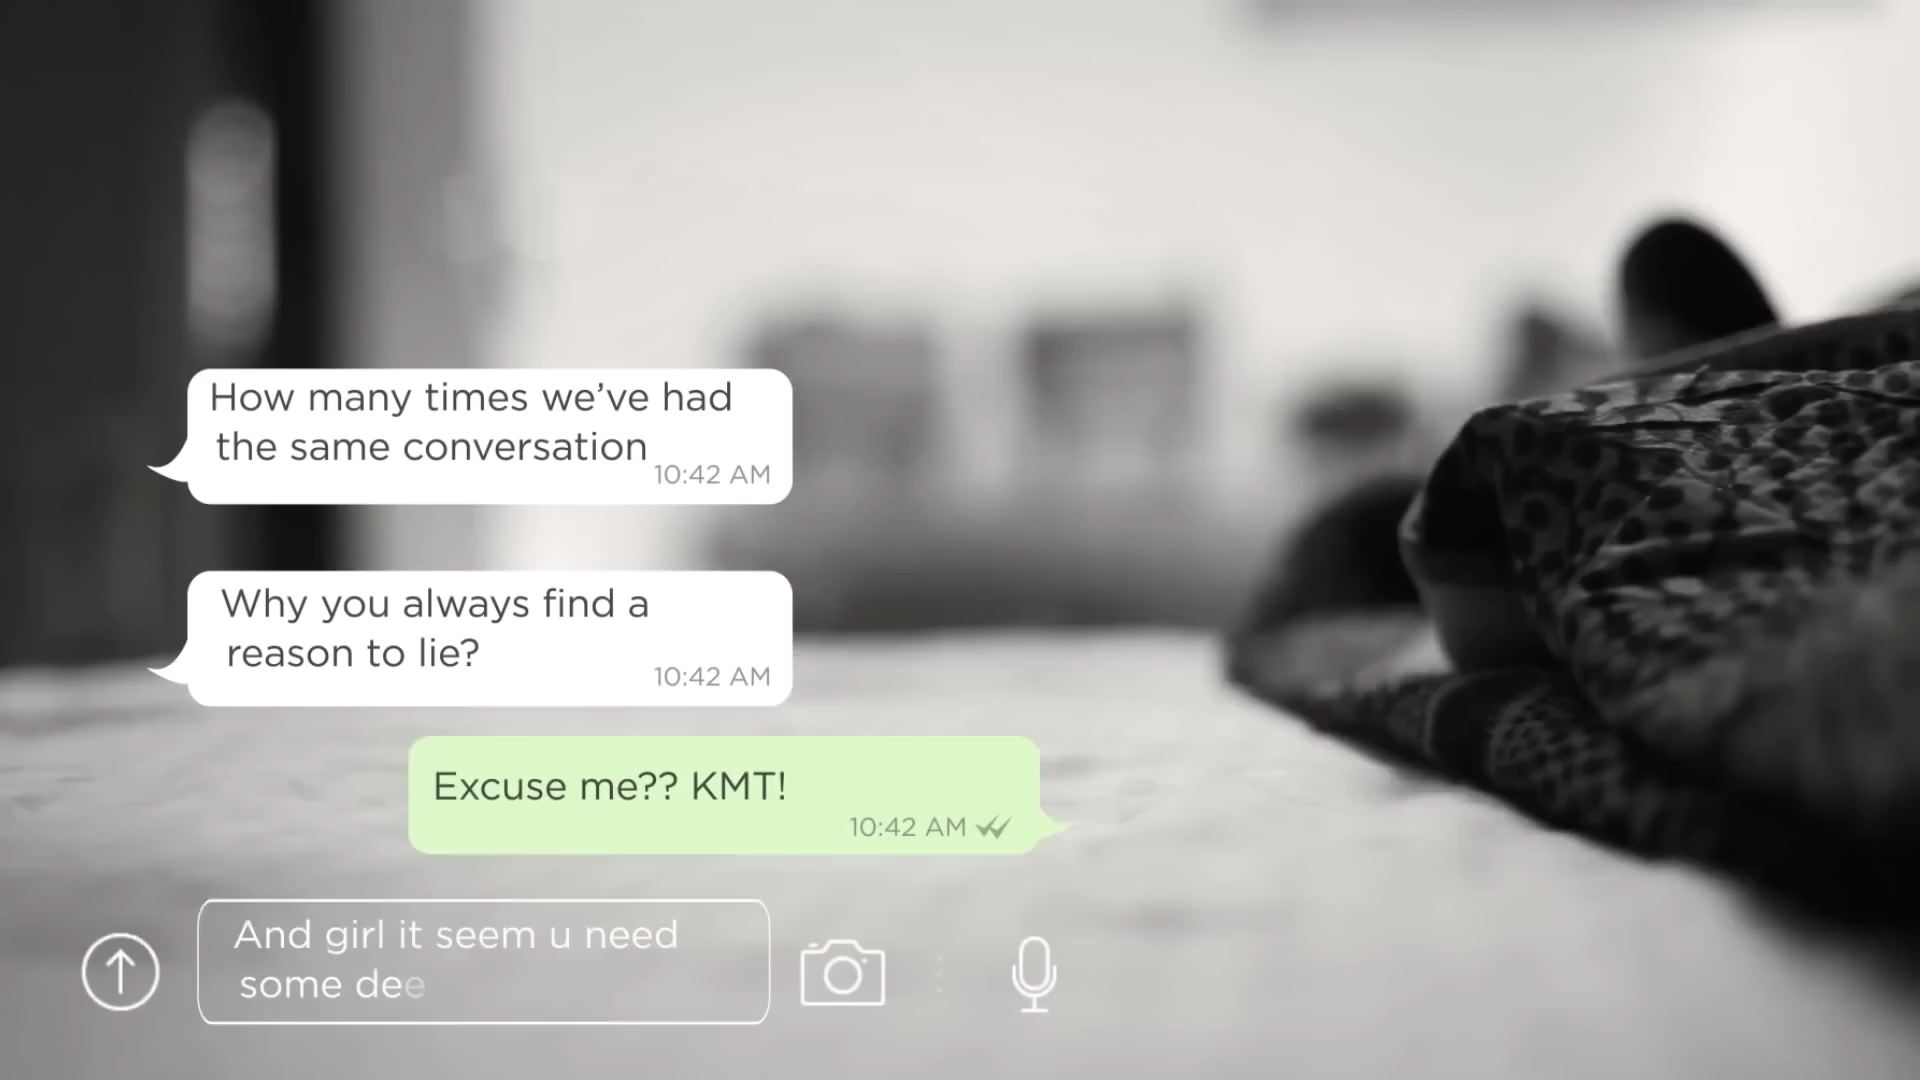 How many times we've had
the same conversation
10:42 AM
Why you always find a
reason to lie?
10:42 AM
Excuse me?? KMT!
10:42 AM
And girl it seem u need
some dee